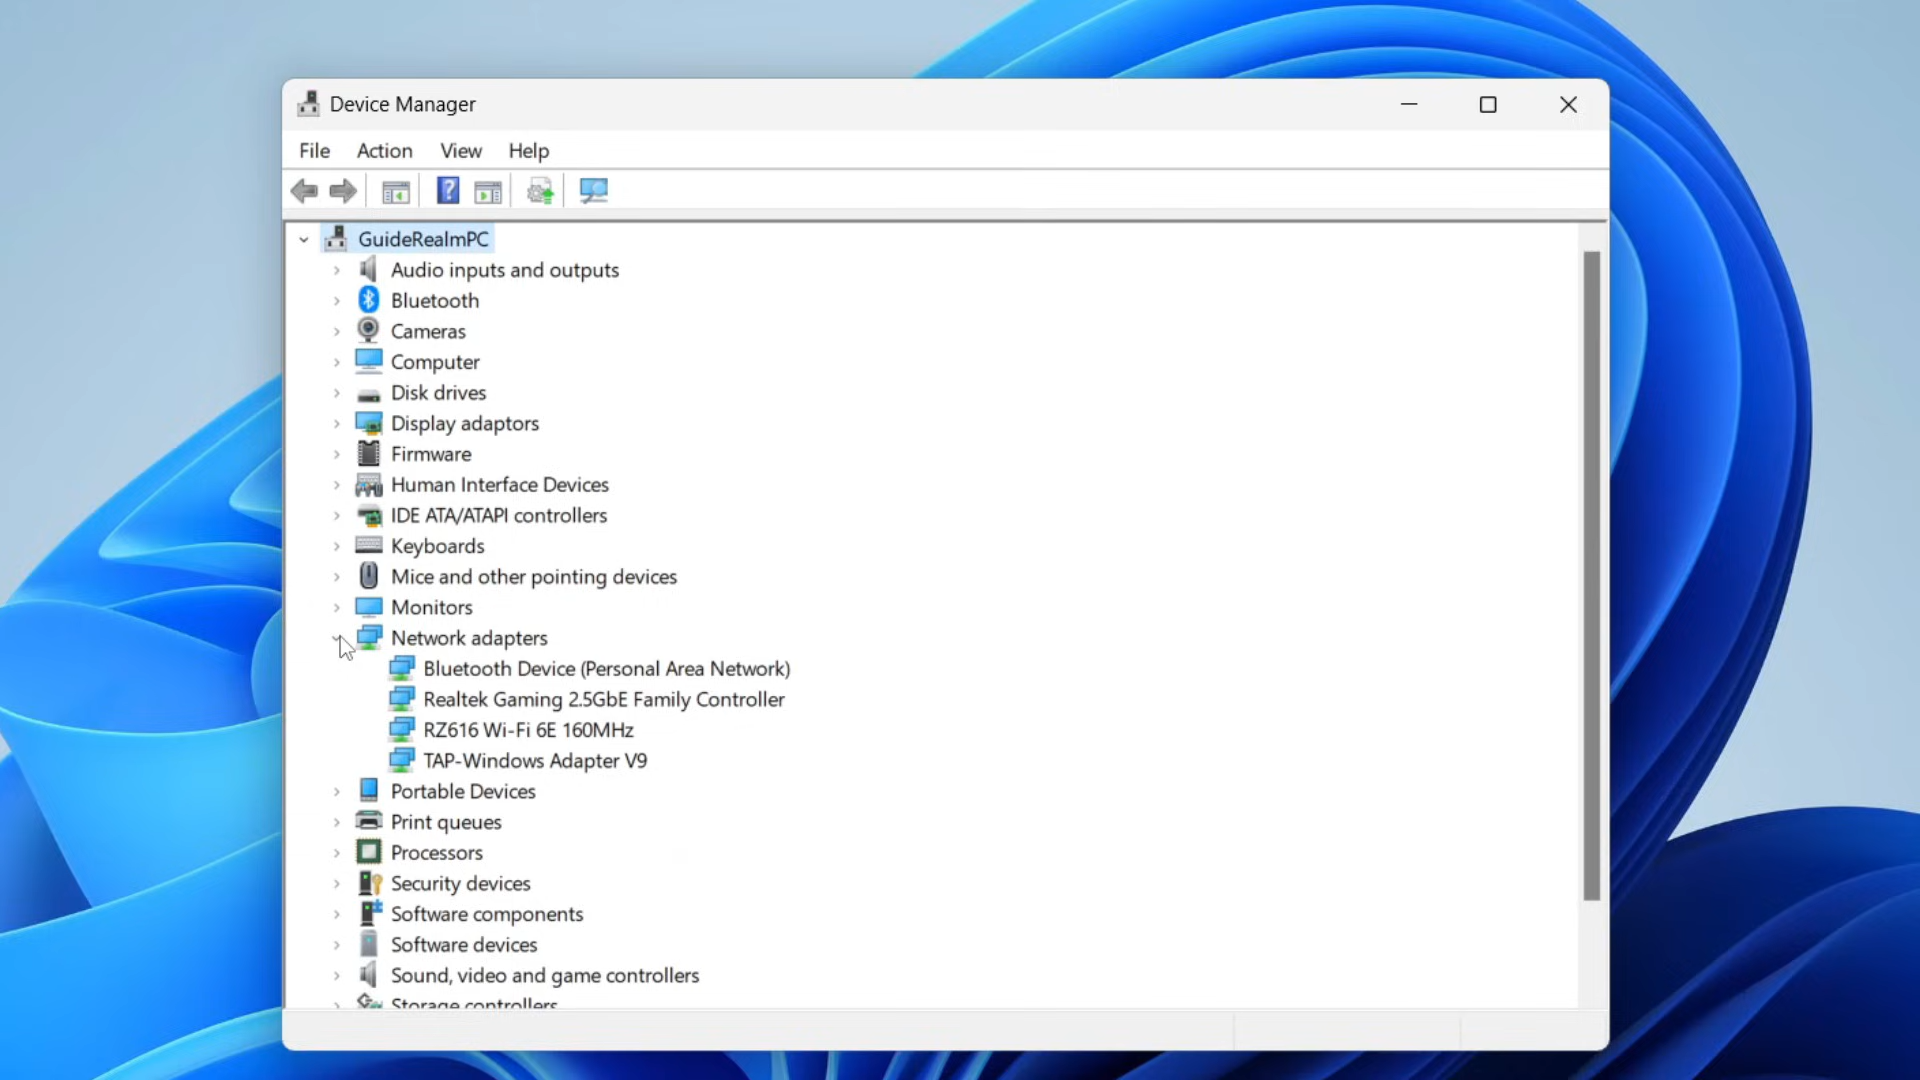 Device Manager
File Action View Help
GuideRealmPC
Audio inputs and outputs
Bluetooth
Cameras
Computer
Disk drives
Display adaptors
Firmware
Human Interface Devices
IDE ATA/ATAPI controllers
Keyboards
Mice and other pointing devices
Monitors
Network adapters
Bluetooth Device (Personal Area Network)
Realtek Gaming 2.5GbE Family Controller
RZ616 Wi-Fi 6E 160MHz
TAP-Windows Adapter V9
Portable Devices
Print queues
Processors
Security devices
Software components
Software devices
Sound, video and game controllers
Storage controllers